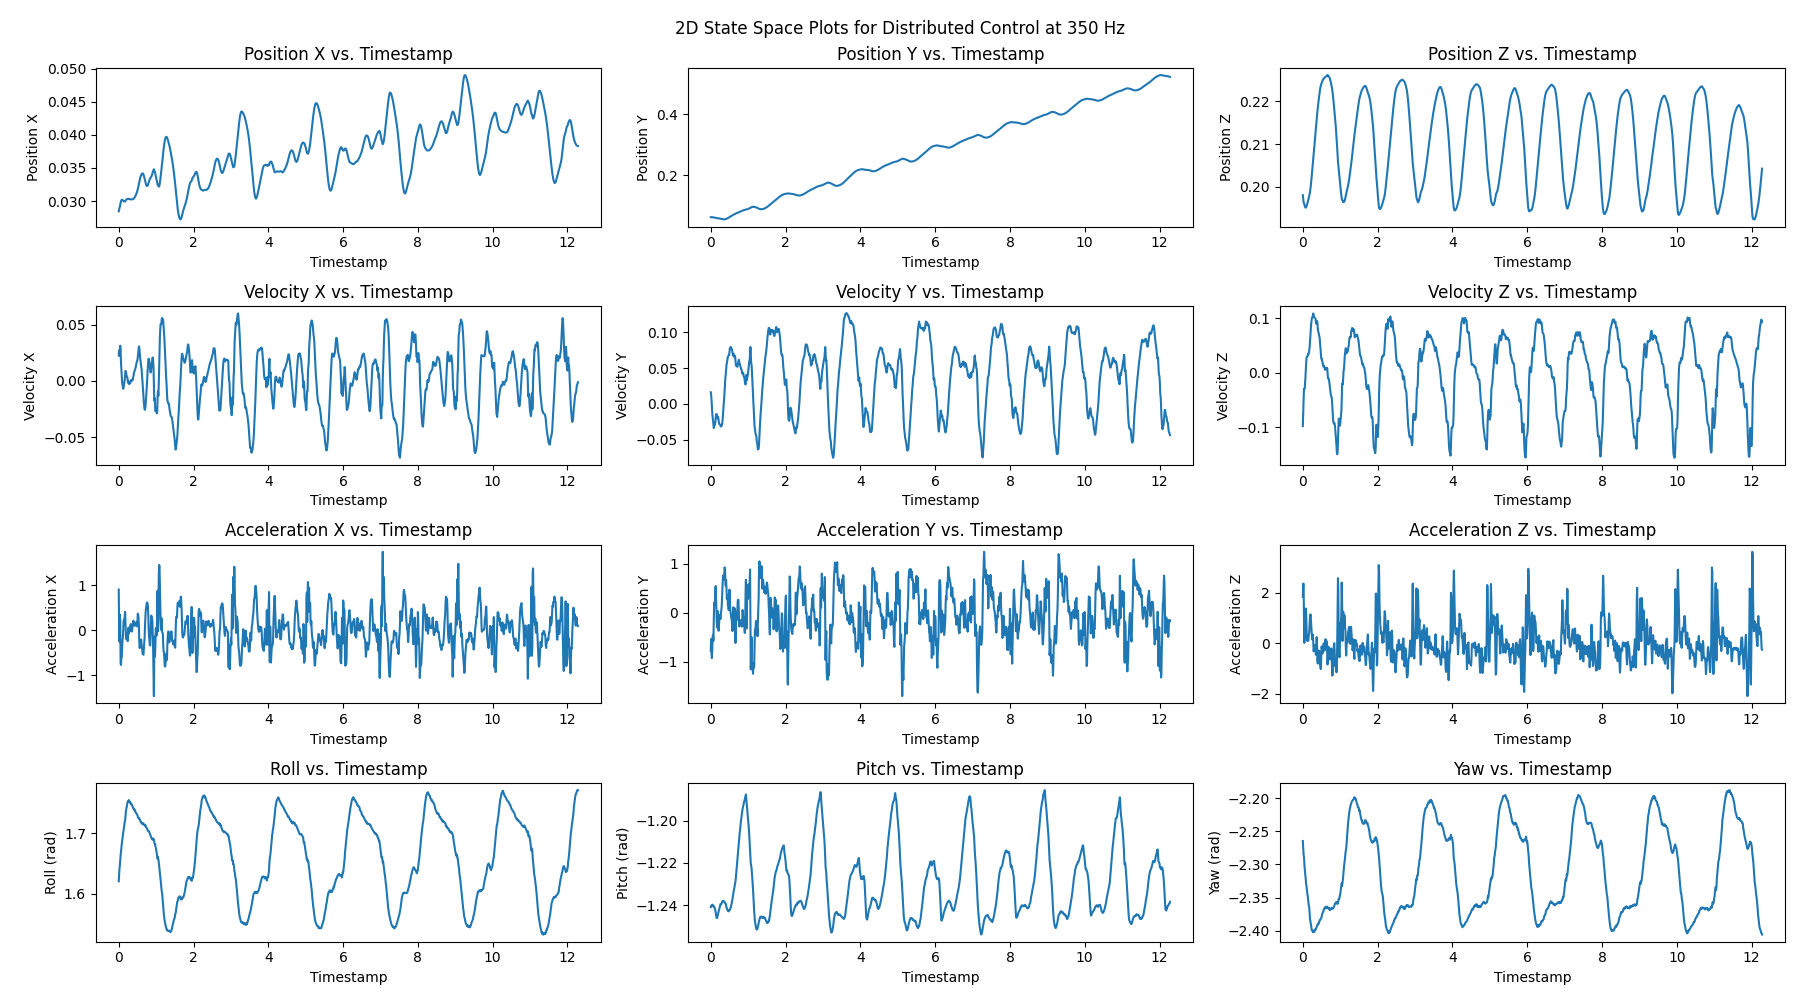 2D State Space Plots for Distributed Control at 350 Hz
Position X vs. Timestamp
Position X
0.050
0.045
0.040
0.035
0.030
0 2 4 6 8 10 12
Timestamp
Position Y vs. Timestamp
Position Y
0.4
0.2
0 2 4 6 8 10 12
Timestamp
Position Z vs. Timestamp
Position Z
0.22
0.21
0.20
0 2 4 6 8 10 12
Timestamp
Velocity X vs. Timestamp
Velocity X
0.05
0.00
−0.05
0 2 4 6 8 10 12
Timestamp
Velocity Y vs. Timestamp
Velocity Y
0.10
0.05
0.00
−0.05
0 2 4 6 8 10 12
Timestamp
Velocity Z vs. Timestamp
Velocity Z
0.1
0.0
−0.1
0 2 4 6 8 10 12
Timestamp
Acceleration X vs. Timestamp
Acceleration X
1
0
−1
0 2 4 6 8 10 12
Timestamp
Acceleration Y vs. Timestamp
Acceleration Y
1
0
−1
0 2 4 6 8 10 12
Timestamp
Acceleration Z vs. Timestamp
Acceleration Z
2
0
−2
0 2 4 6 8 10 12
Timestamp
Roll vs. Timestamp
Roll (rad)
1.7
1.6
0 2 4 6 8 10 12
Timestamp
Pitch vs. Timestamp
Pitch (rad)
−1.20
−1.22
−1.24
0 2 4 6 8 10 12
Timestamp
Yaw vs. Timestamp
Yaw (rad)
−2.20
−2.25
−2.30
−2.35
−2.40
0 2 4 6 8 10 12
Timestamp